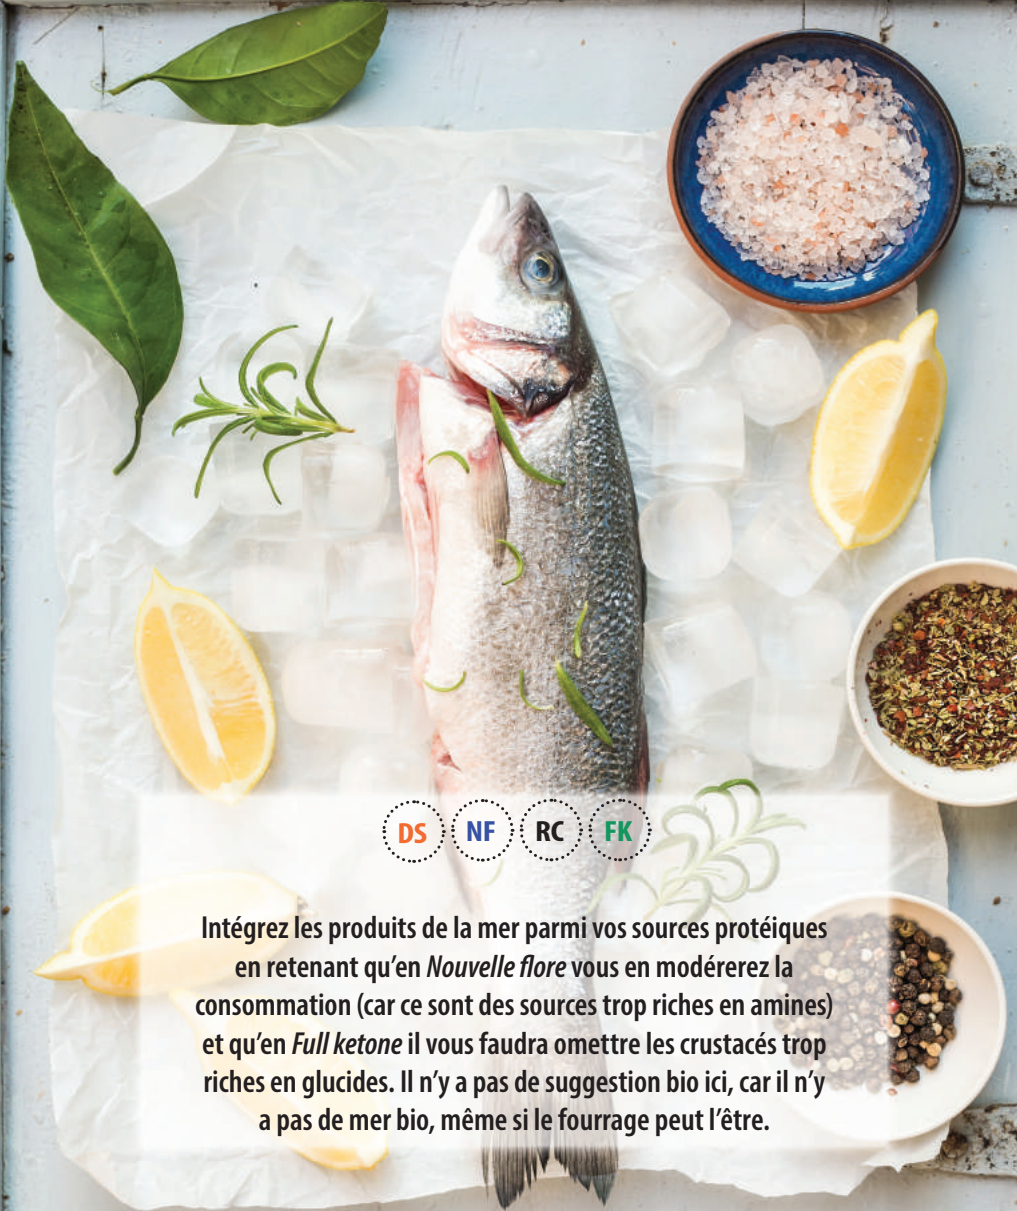 DS NF RC FK
Intégrez les produits de la mer parmi vos sources protéiques
en retenant qu’en Nouvelle flore vous en modérerez la
consommation (car ce sont des sources trop riches en amines)
et qu’en Full ketone il vous faudra omettre les crustacés trop
riches en glucides. Il n’y a pas de suggestion bio ici, car il n’y
a pas de mer bio, même si le fourrage peut l’être.